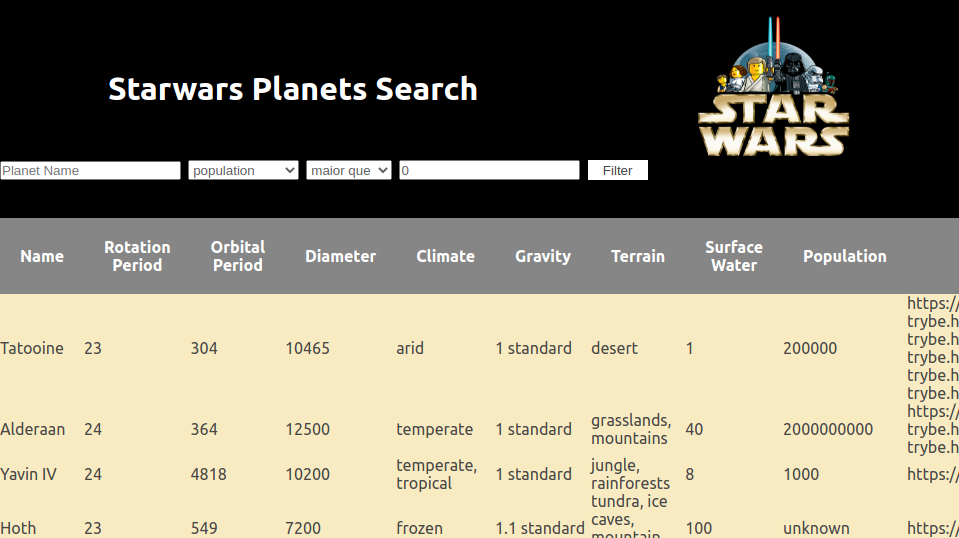 STAR
WARS
Starwars Planets Search
Planet Name population maior que 0 Filter
Name Rotation Period Orbital Period Diameter Climate Gravity Terrain Surface Water Population
Tatooine 23 304 10465 arid 1 standard desert 1 200000
https://
trybe.h
trybe.h
trybe.h
trybe.h
trybe.h
Alderaan 24 364 12500 temperate 1 standard grasslands, mountains 40 2000000000
https://
trybe.h
trybe.h
Yavin IV 24 4818 10200 temperate, tropical 1 standard jungle, rainforests 8 1000 https://
Hoth 23 549 7200 frozen 1.1 standard tundra, ice caves, mountain 100 unknown https://